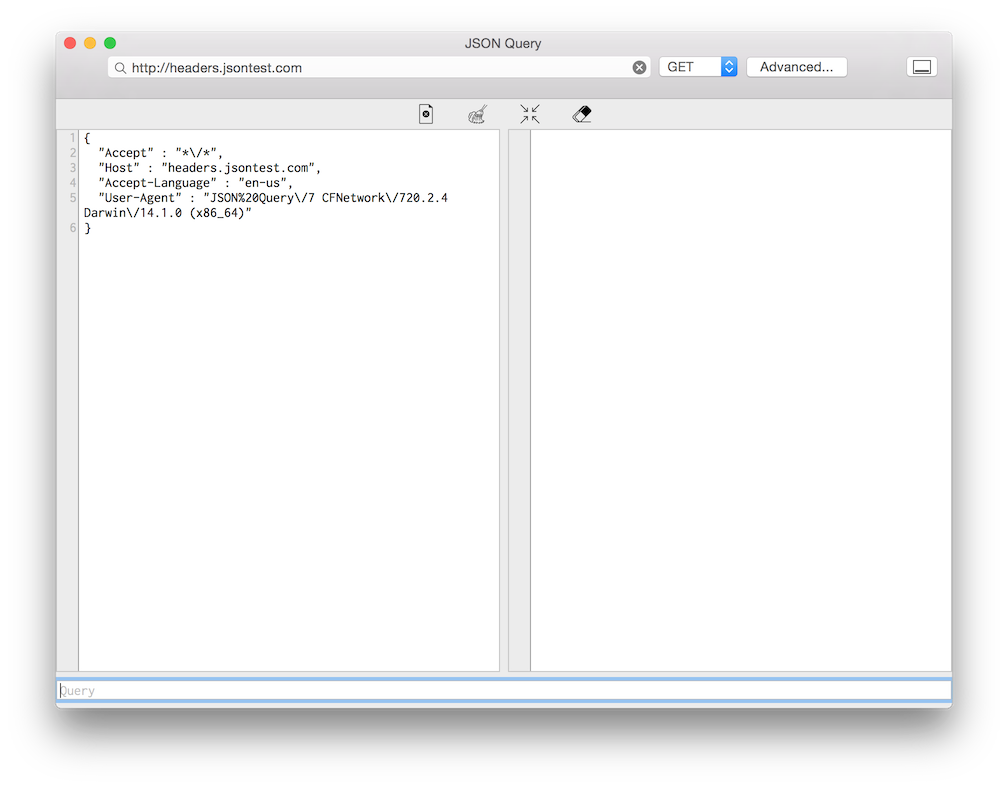 JSON Query
http://headers.jsontest.com
GET
Advanced...
1 {
2 "Accept" : "*\/*",
3 "Host" : "headers.jsontest.com",
4 "Accept-Language" : "en-us",
5 "User-Agent" : "JSON%20Query\/7 CFNetwork\/720.2.4
Darwin\/14.1.0 (x86_64)"
6 }
Query